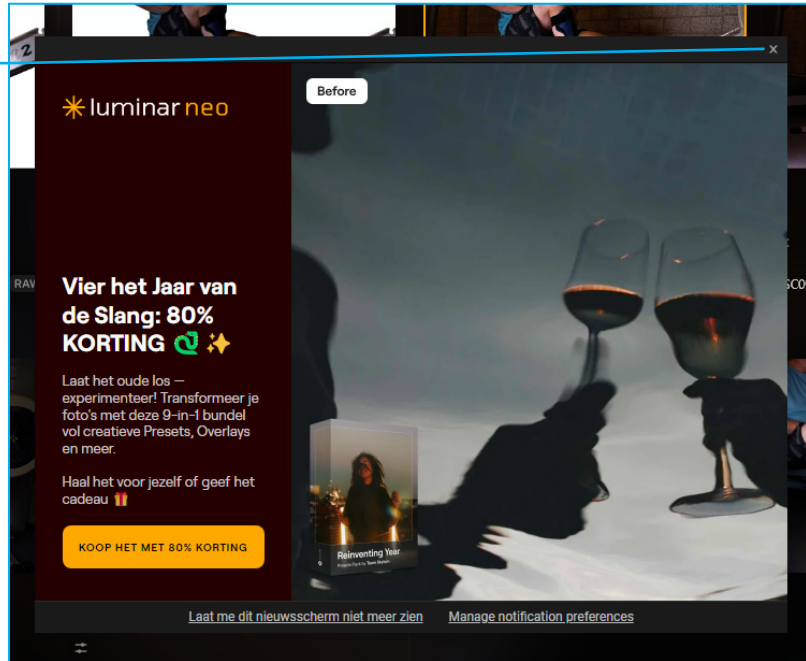 2
×
luminar neo
Before
RAW
Vier het Jaar van
de Slang: 80%
KORTING 🐍 ✨
Laat het oude los —
experimenteer! Transformeer je
foto's met deze 9-in-1 bundel
vol creatieve Presets, Overlays
en meer.
Haal het voor jezelf of geef het
cadeau 🎁
KOOP HET MET 80% KORTING
Reinventing Year
Laat me dit nieuwsscherm niet meer zien
Manage notification preferences